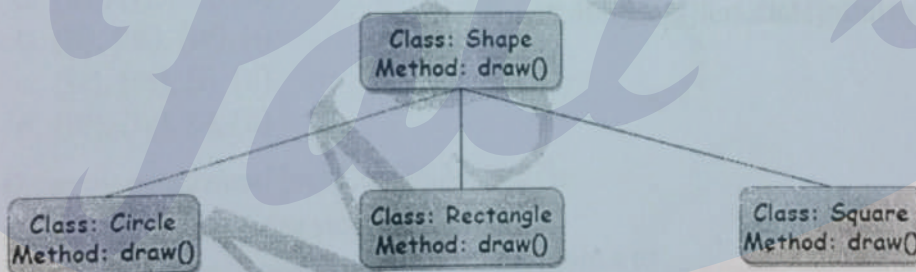 Class: Shape
Method: draw()
Class: Circle
Method: draw()
Class: Rectangle
Method: draw()
Class: Square
Method: draw()